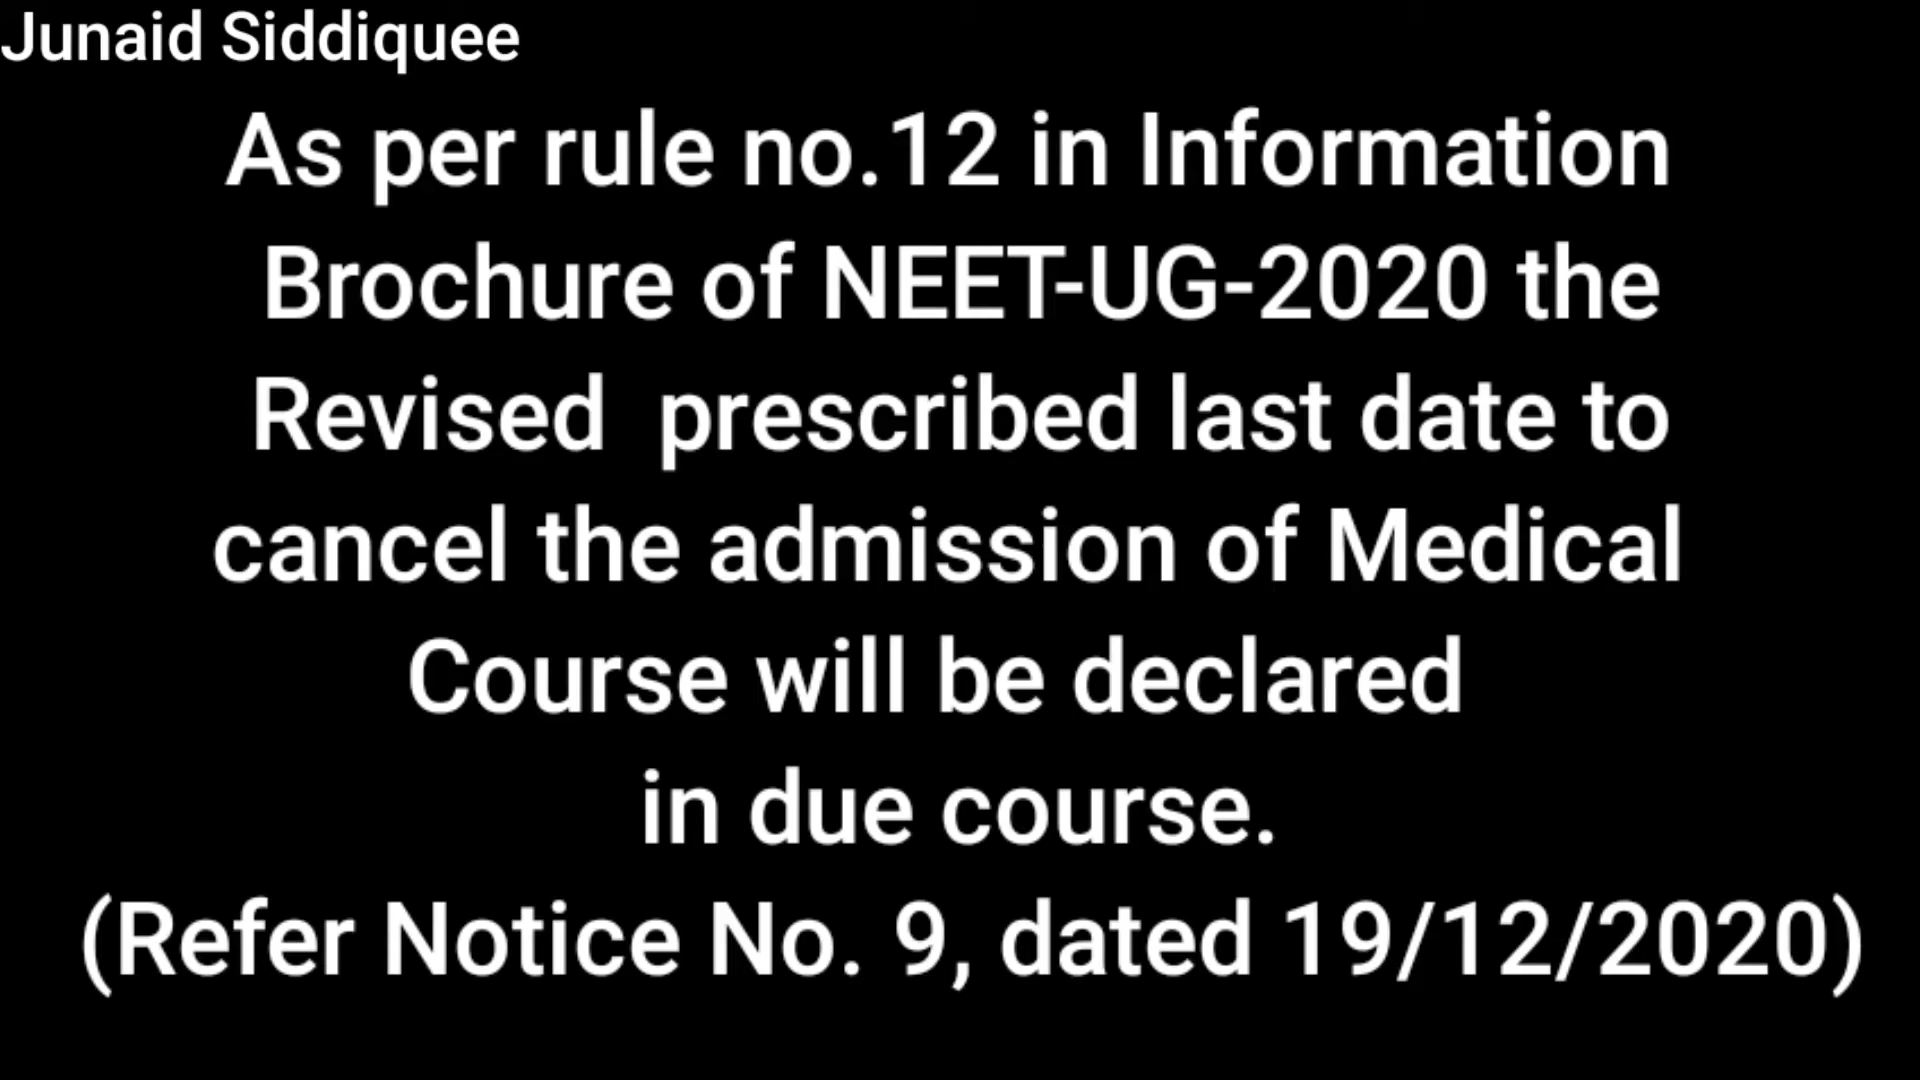 Junaid Siddiquee
As per rule no.12 in Information
Brochure of NEET-UG-2020 the
Revised  prescribed last date to
cancel the admission of Medical
Course will be declared
in due course.
(Refer Notice No. 9, dated 19/12/2020)